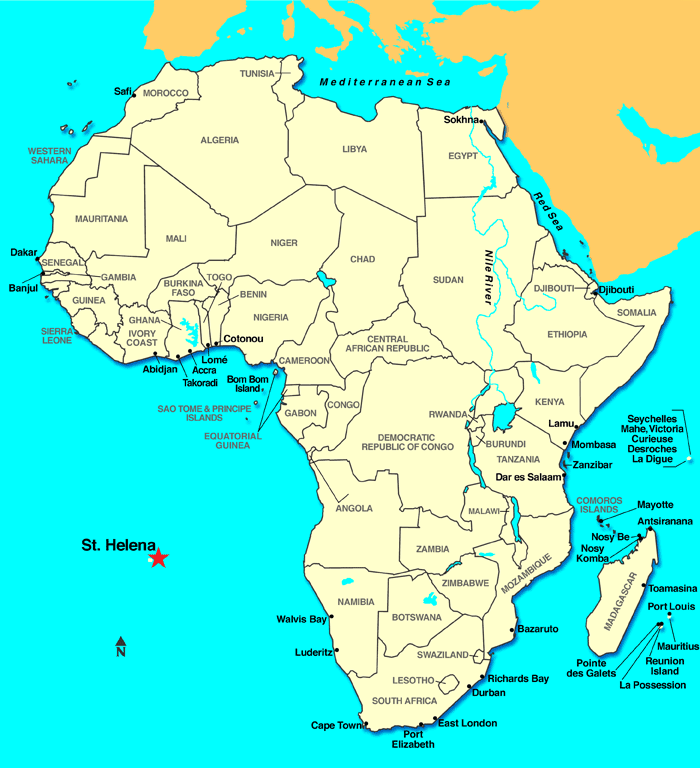 TUNISIA
Mediterranean Sea
Safi
MOROCCO
Sokhna
ALGERIA
LIBYA
EGYPT
WESTERN
SAHARA
Red Sea
MAURITANIA
MALI
NIGER
CHAD
SUDAN
Nile River
Dakar
SENEGAL
GAMBIA
Banjul
GUINEA
BURKINA
FASO
TOGO
BENIN
NIGERIA
DJIBOUTI
Djibouti
SOMALIA
ETHIOPIA
SIERRA
LEONE
GHANA
IVORY
COAST
Cotonou
Lomé
Accra
Abidjan
Takoradi
CENTRAL
AFRICAN REPUBLIC
CAMEROON
Bom Bom
Island
SAO TOME & PRINCIPE
ISLANDS
EQUATORIAL
GUINEA
GABON
CONGO
DEMOCRATIC
REPUBLIC OF CONGO
RWANDA
BURUNDI
KENYA
TANZANIA
Lamu
Mombasa
Zanzibar
Dar es Salaam
Seychelles
Mahe, Victoria
Curieuse
Desroches
La Digue
COMOROS
ISLANDS
Mayotte
Antsiranana
Nosy Be
Nosy
Komba
ANGOLA
MALAWI
ZAMBIA
MOZAMBIQUE
St. Helena
ZIMBABWE
NAMIBIA
BOTSWANA
MADAGASCAR
Toamasina
Port Louis
Mauritius
Reunion
Island
Pointe
des Galets
La Possession
Walvis Bay
Bazaruto
N
Luderitz
SWAZILAND
LESOTHO
Richards Bay
Durban
SOUTH AFRICA
Cape Town
East London
Port
Elizabeth